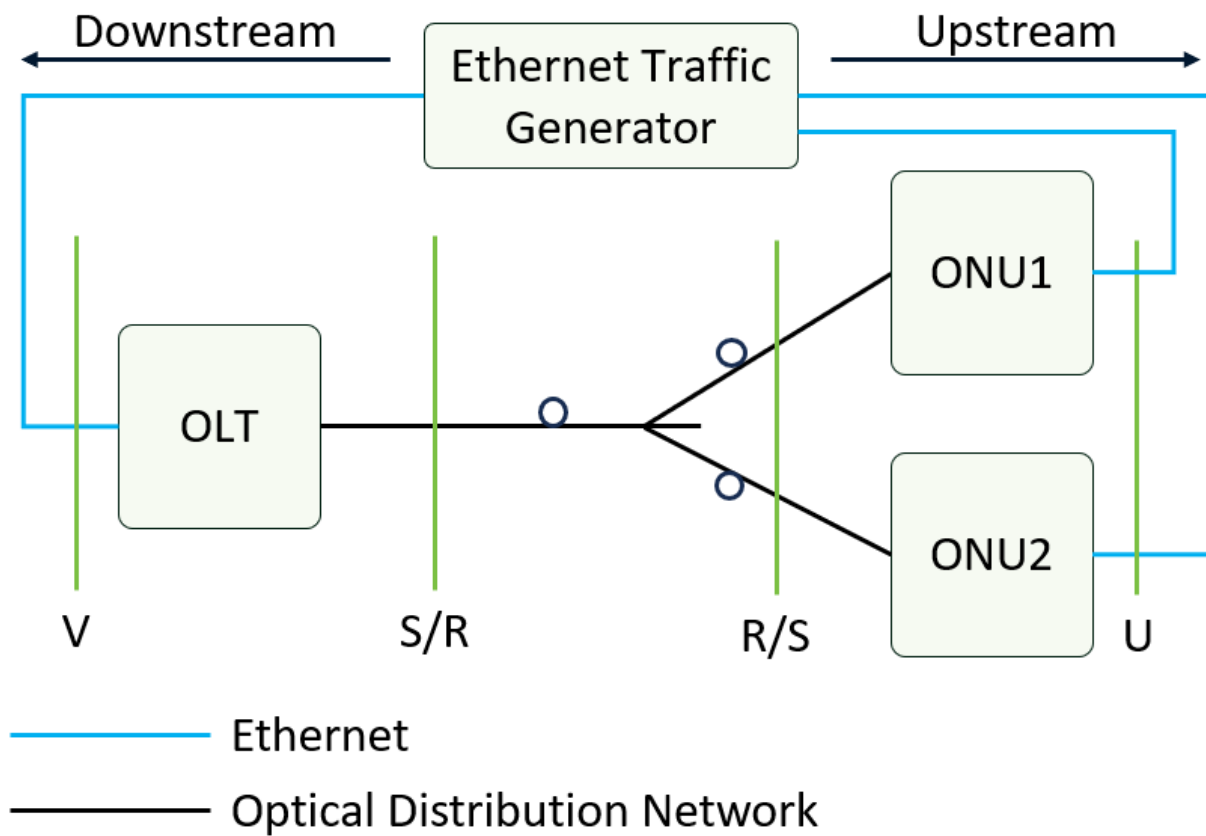 Downstream
Ethernet Traffic
Generator
Upstream
ONU1
OLT
ONU2
V
S/R
R/S
U
Ethernet
Optical Distribution Network